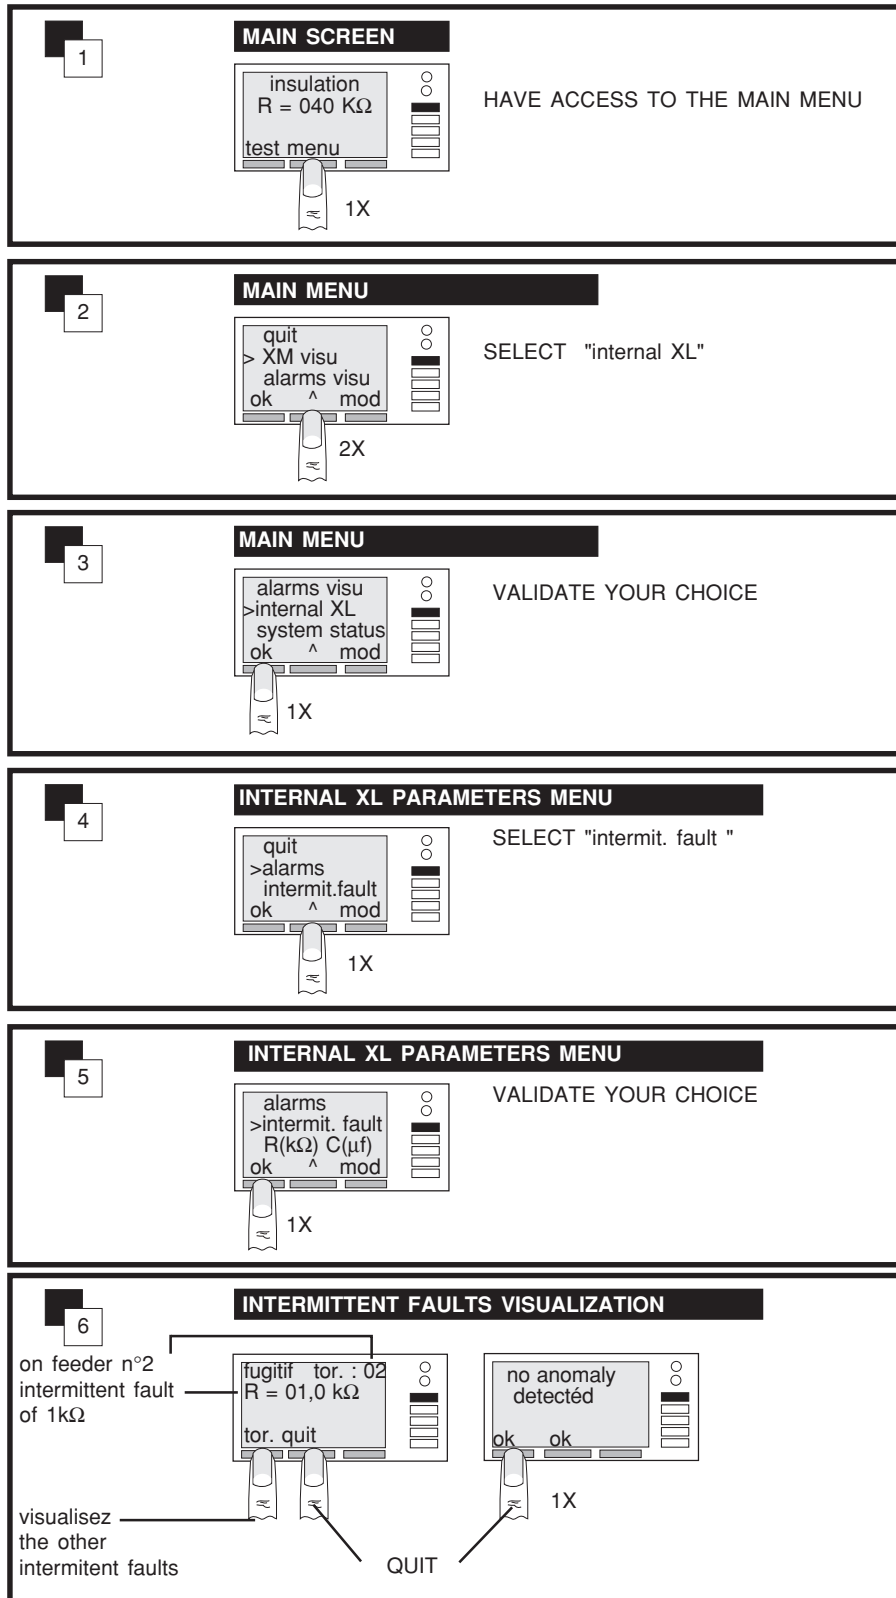 1
MAIN SCREEN
insulation
R = 040 KΩ
test menu
1X
HAVE ACCESS TO THE MAIN MENU
2
MAIN MENU
quit
> XM visu
alarms visu
ok ^ mod
2X
SELECT "internal XL"
3
MAIN MENU
alarms visu
>internal XL
system status
ok ^ mod
1X
VALIDATE YOUR CHOICE
4
INTERNAL XL PARAMETERS MENU
quit
>alarms
intermit.fault
ok ^ mod
1X
SELECT "intermit. fault "
5
INTERNAL XL PARAMETERS MENU
alarms
>intermit. fault
R(kΩ) C(µf)
ok ^ mod
1X
VALIDATE YOUR CHOICE
6
INTERMITTENT FAULTS VISUALIZATION
on feeder n°2
intermittent fault
of 1kΩ
fugitif tor. : 02
R = 01,0 kΩ
tor. quit
no anomaly
detectéd
ok ok
1X
visualisez
the other
intermitent faults
QUIT